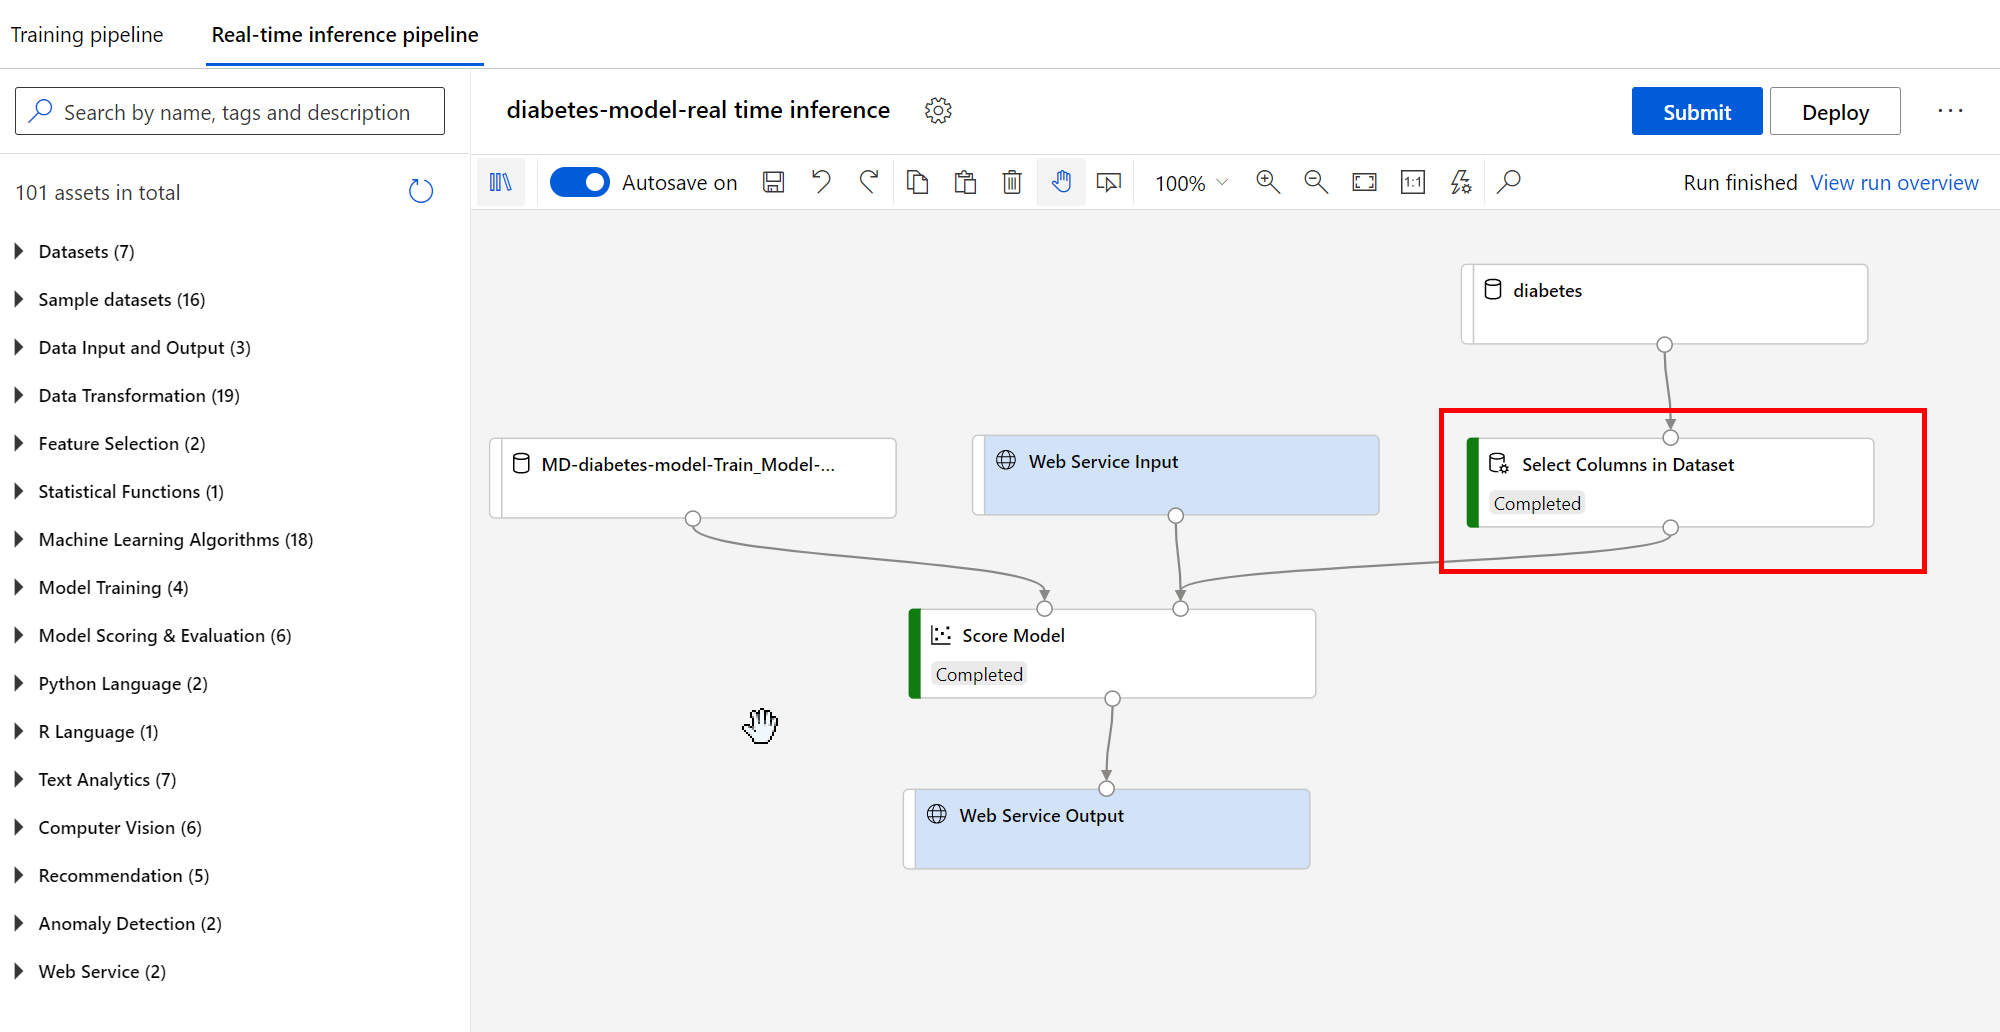 Training pipeline
Real-time inference pipeline
Search by name, tags and description
diabetes-model-real time inference
Submit
Deploy
101 assets in total
Autosave on
100%
1:1
Run finished
View run overview
Datasets (7)
Sample datasets (16)
Data Input and Output (3)
Data Transformation (19)
Feature Selection (2)
Statistical Functions (1)
Machine Learning Algorithms (18)
Model Training (4)
Model Scoring & Evaluation (6)
Python Language (2)
R Language (1)
Text Analytics (7)
Computer Vision (6)
Recommendation (5)
Anomaly Detection (2)
Web Service (2)
diabetes
MD-diabetes-model-Train_Model-...
Web Service Input
Select Columns in Dataset
Completed
Score Model
Completed
Web Service Output